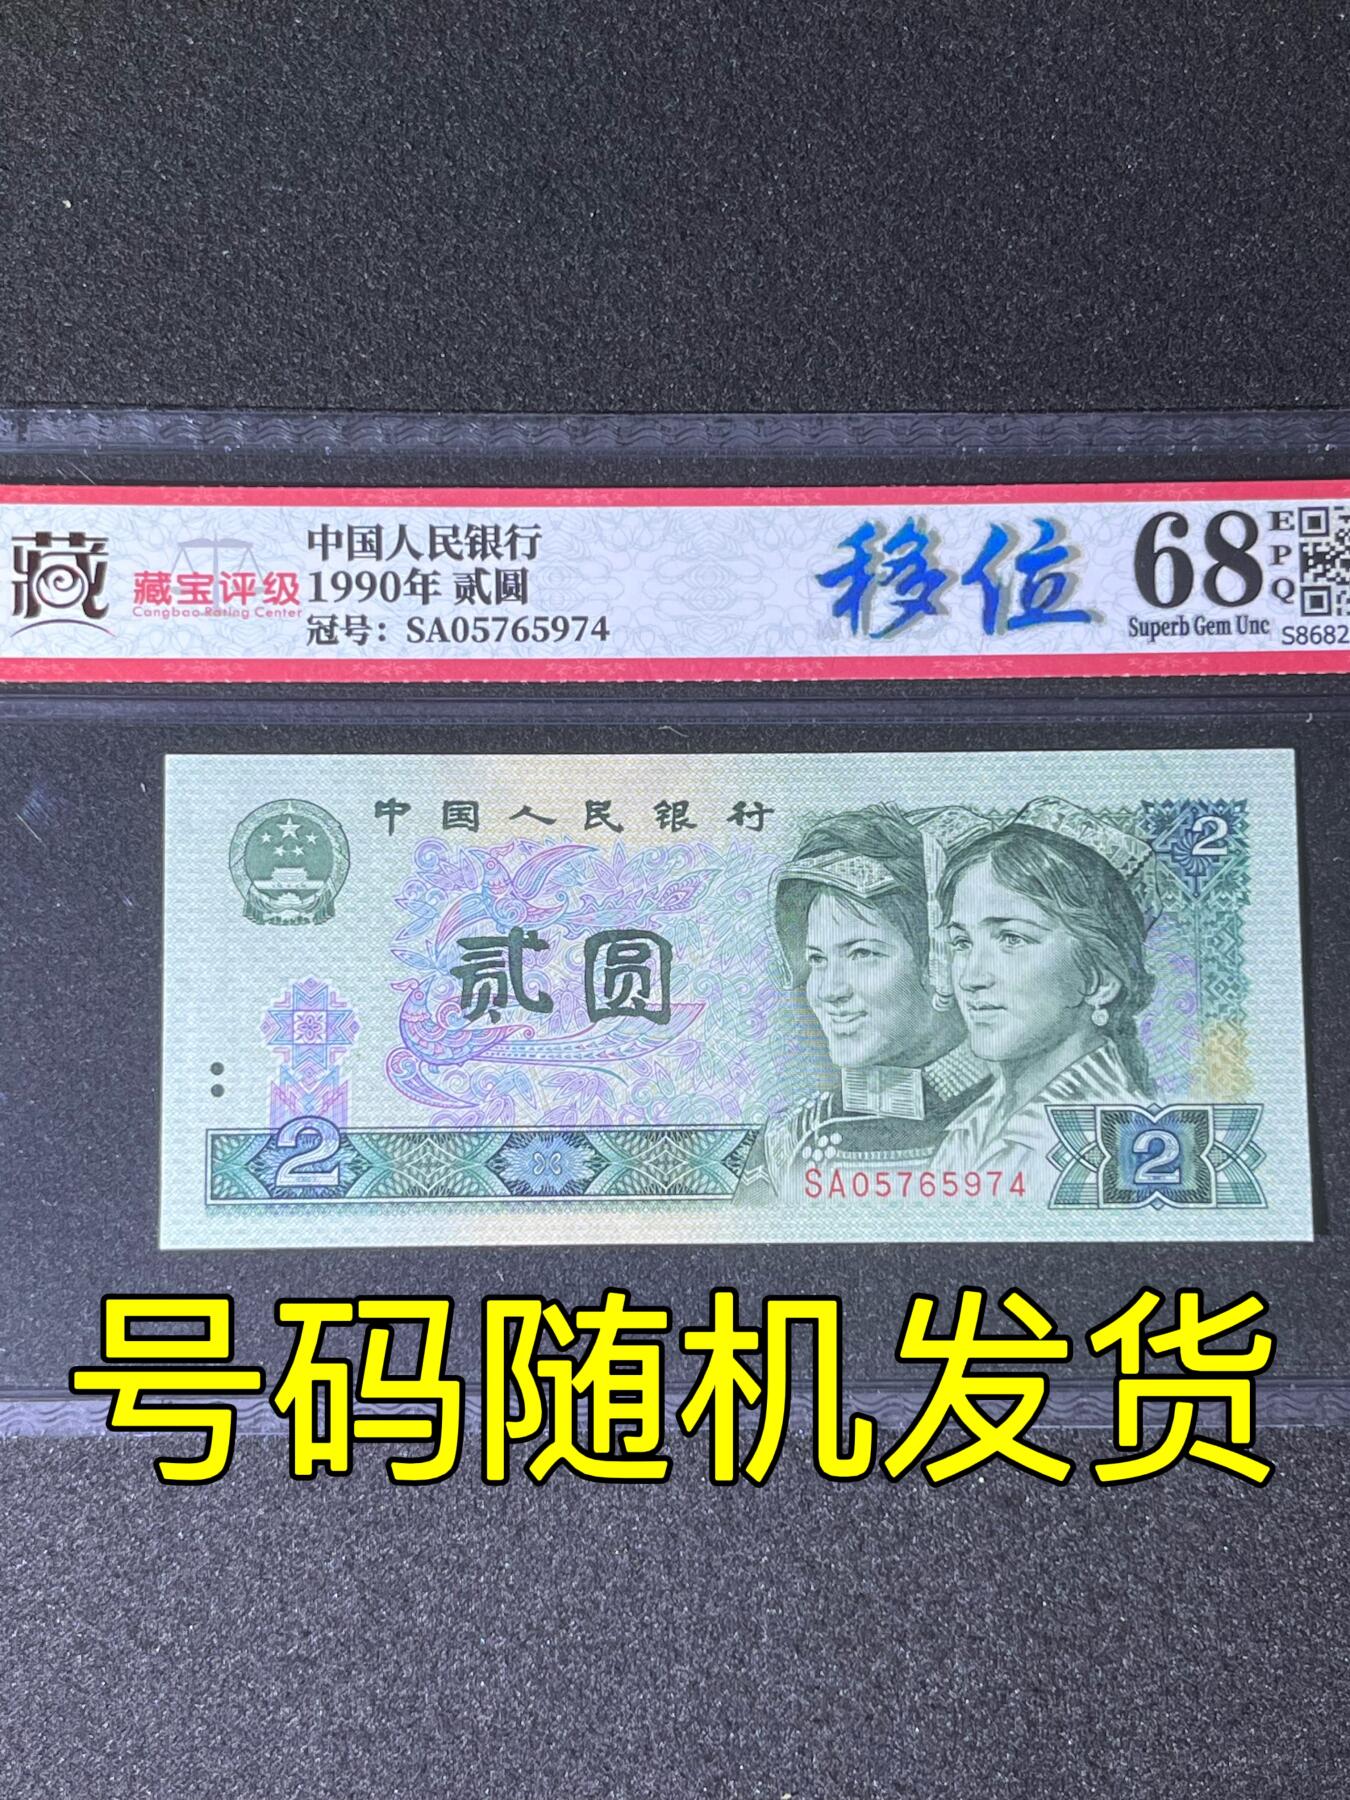 藏
藏宝评级
Cangbao Rating Center
中国人民银行
1990年 贰圆
冠号：SA05765974
移位
68
EPQ
Superb Gem Unc
S8682
中国人民银行
2
贰圆
2
SA05765974
2
号码随机发货